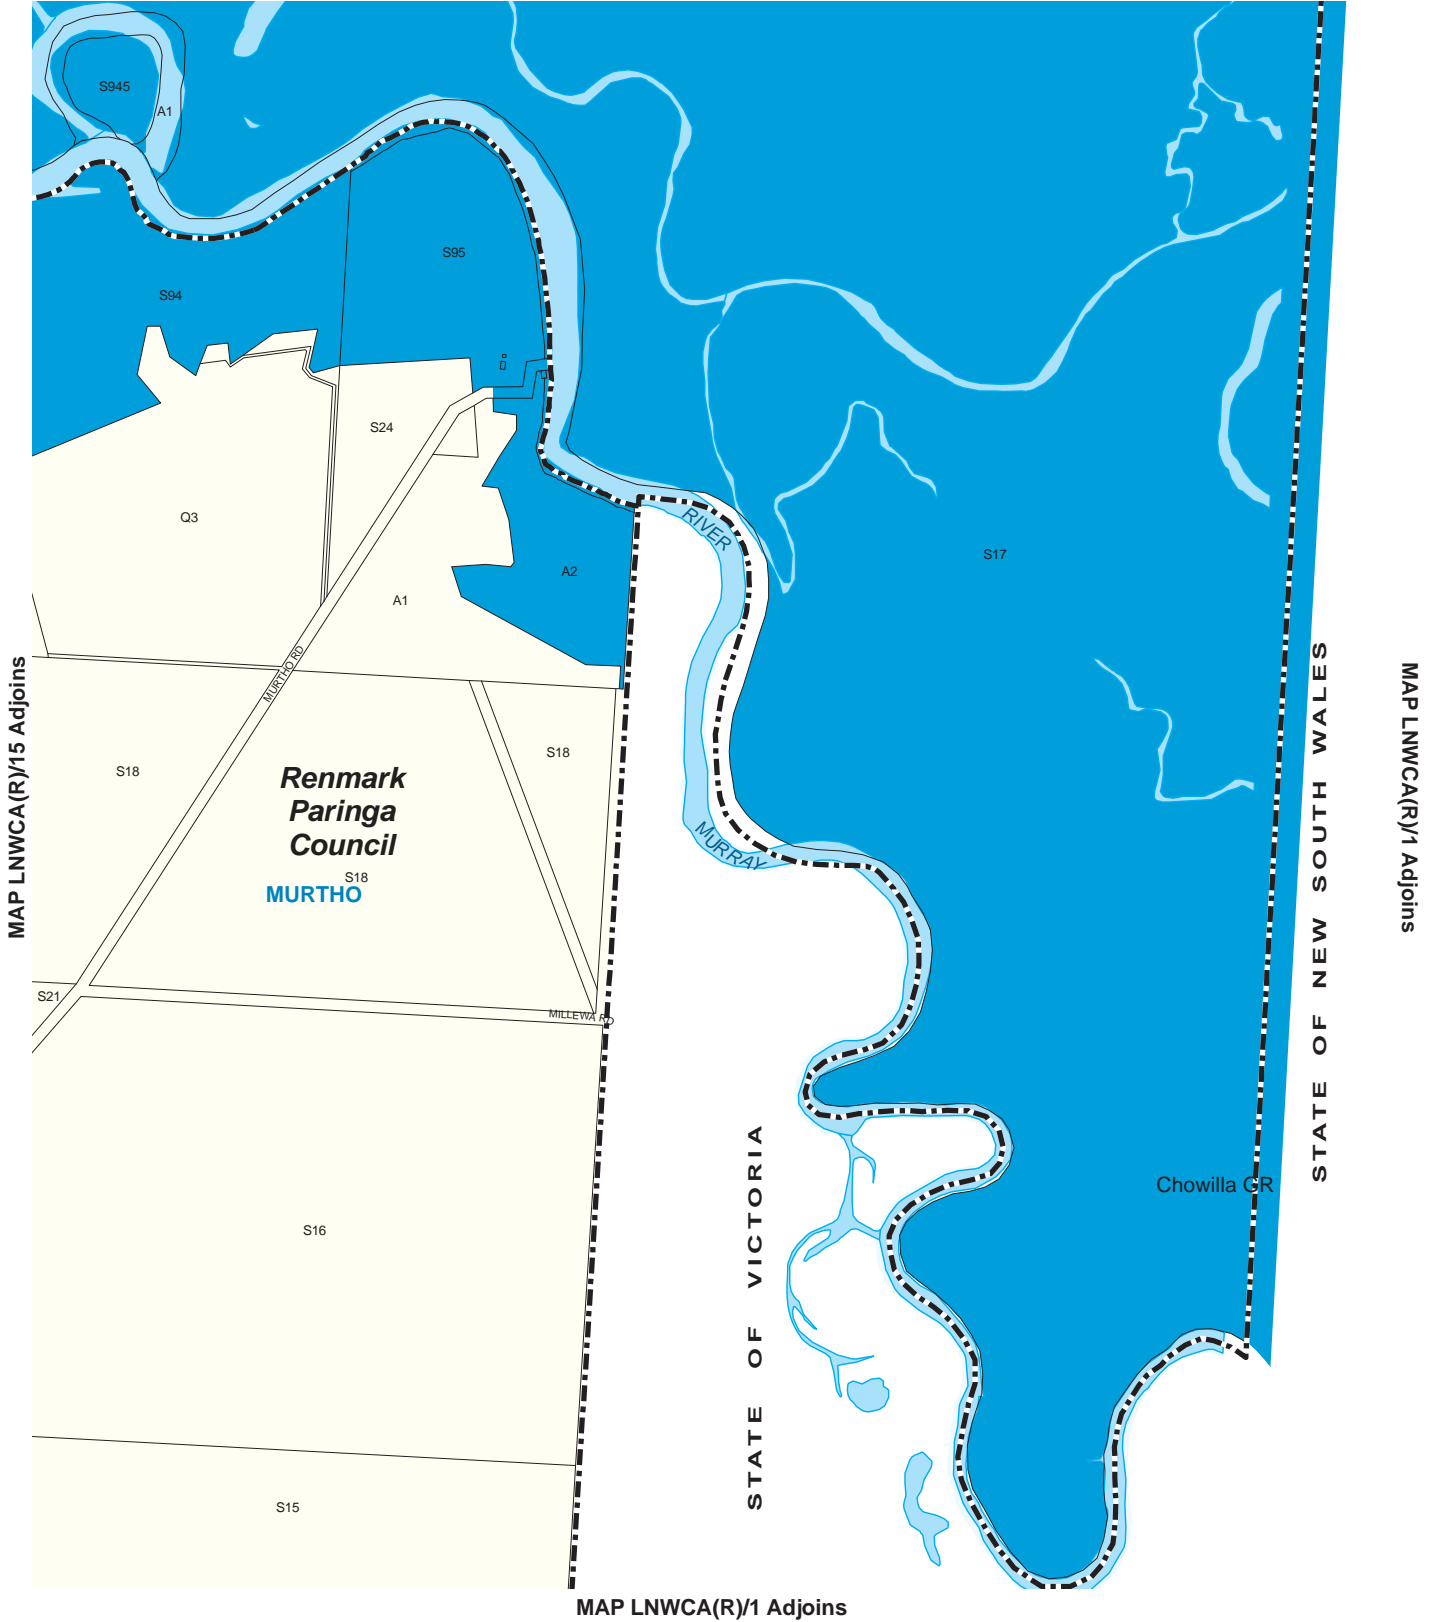 S945
A1
S95
S94
S24
Q3
S17
A2
A1
RIVER
MURTHO RD
MAP LNWCA(R)/15 Adjoins
STATE OF NEW SOUTH WALES
MAP LNWCA(R)/1 Adjoins
S18
S18
Renmark
Paringa
Council
S18
MURTHO
MURRAY
S21
MILLEWA RD
STATE OF VICTORIA
Chowilla GR
S16
S15
MAP LNWCA(R)/1 Adjoins